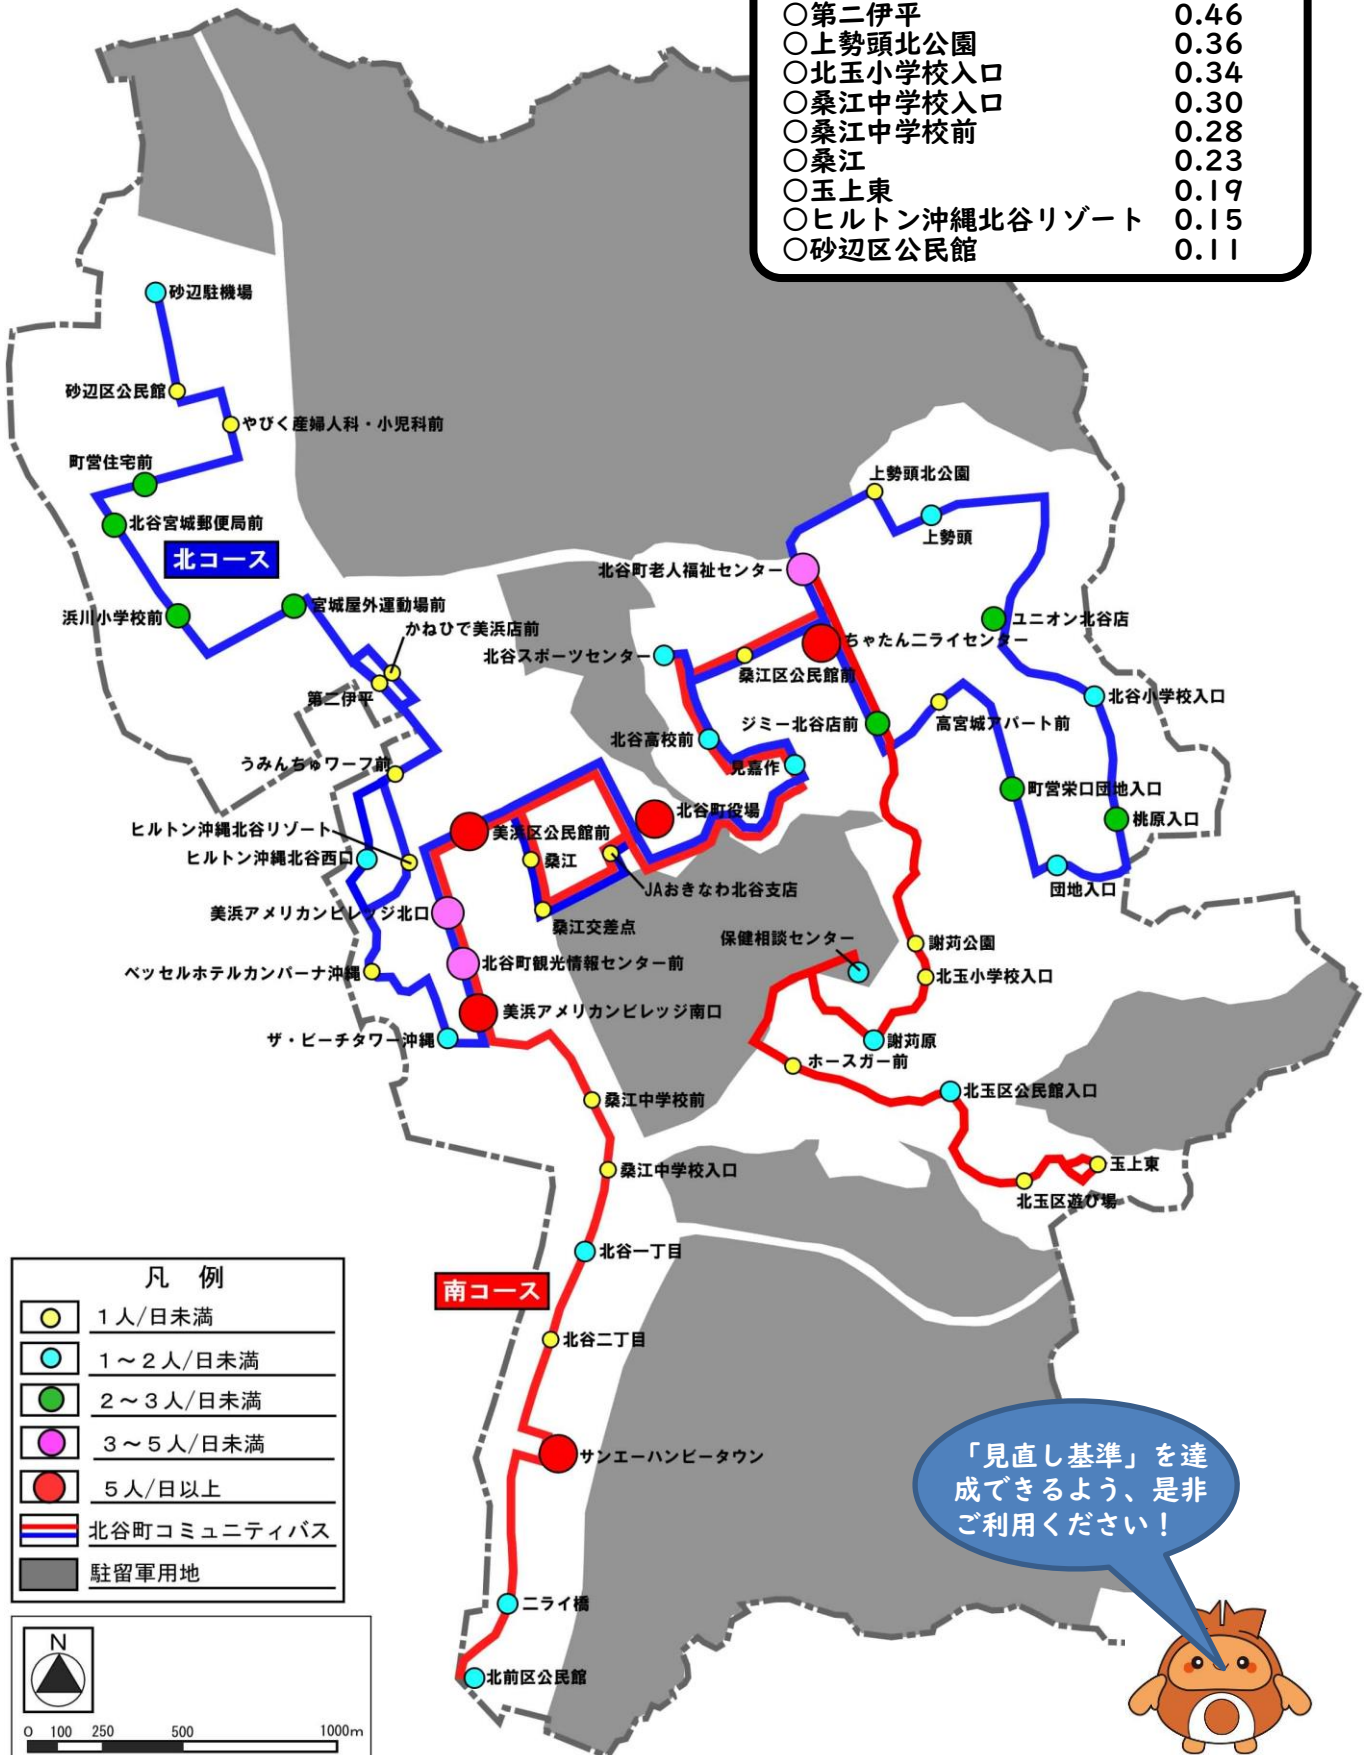 ○第二伊平 0.46
○上勢頭北公園 0.36
○北玉小学校入口 0.34
○桑江中学校入口 0.30
○桑江中学校前 0.28
○桑江 0.23
○玉上東 0.19
○ヒルトン沖縄北谷リゾート 0.15
○砂辺区公民館 0.11
砂辺駐機場
砂辺区公民館
やびく産婦人科・小児科前
町営住宅前
北谷宮城郵便局前
北コース
浜川小学校前
宮城屋外運動場前
かねひで美浜店前
第二伊平
うみんちゅワーフ前
ヒルトン沖縄北谷リゾート
ヒルトン沖縄北谷西口
美浜アメリカンビレッジ北口
ベッセルホテルカンパーナ沖縄
ザ・ビーチタワー沖縄
上勢頭北公園
上勢頭
北谷町老人福祉センター
ユニオン北谷店
ちゃたんニライセンター
北谷スポーツセンター
桑江区公民館前
北谷小学校入口
高宮城アパート前
ジミー北谷店前
北谷高校前
見嘉作
町営栄口団地入口
桃原入口
北谷町役場
美浜区公民館前
桑江
JAおきなわ北谷支店
団地入口
桑江交差点
保健相談センター
謝苅公園
北谷町観光情報センター前
北玉小学校入口
美浜アメリカンビレッジ南口
謝苅原
ホースガー前
北玉区公民館入口
桑江中学校前
玉上東
桑江中学校入口
北玉区遊び場
北谷一丁目
南コース
北谷二丁目
サンエーハンビータウン
ニライ橋
北前区公民館
凡 例
1人/日未満
1～2人/日未満
2～3人/日未満
3～5人/日未満
5人/日以上
北谷町コミュニティバス
駐留軍用地
N
0 100 250 500 1000m
「見直し基準」を達
成できるよう、是非
ご利用ください！